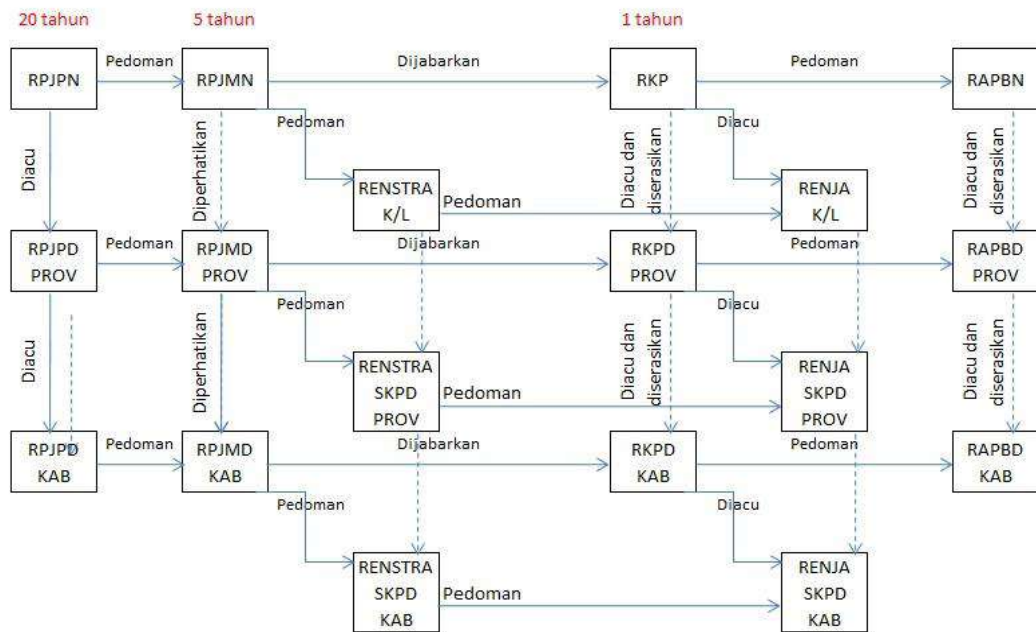 20 tahun
5 tahun
1 tahun
Pedoman
Dijabarkan
Pedoman
RPJPN
RPJMN
RKP
RAPBN
Pedoman
Diacu
Diacu
Diperhatikan
Diacu dan
diserasikan
Diacu dan
diserasikan
RENSTRA
K/L
Pedoman
RENJA
K/L
Pedoman
Dijabarkan
Pedoman
RPJPD
PROV
RPJMD
PROV
RKPD
PROV
RAPBD
PROV
Pedoman
Diacu
Diacu
Diperhatikan
Diacu dan
diserasikan
Diacu dan
diserasikan
RENSTRA
SKPD
PROV
Pedoman
RENJA
SKPD
PROV
Pedoman
Dijabarkan
Pedoman
RPJPD
KAB
RPJMD
KAB
RKPD
KAB
RAPBD
KAB
Pedoman
Diacu
RENSTRA
SKPD
KAB
Pedoman
RENJA
SKPD
KAB